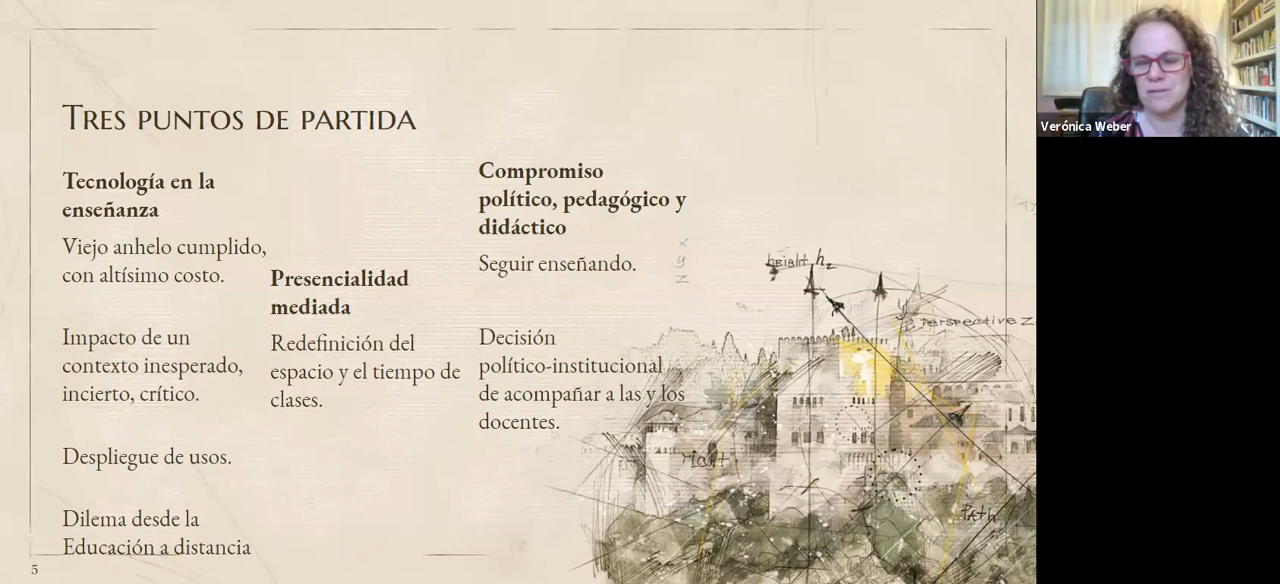 Tres puntos de partida
Tecnología en la
enseñanza
Viejo anhelo cumplido,
con altísimo costo.
Impacto de un
contexto inesperado,
incierto, crítico.
Despliegue de usos.
Dilema desde la
Educación a distancia
Presencialidad
mediada
Redefinición del
espacio y el tiempo de
clases.
Compromiso
político, pedagógico y
didáctico
Seguir enseñando.
Decisión
político-institucional
de acompañar a las y los
docentes.
x
y
z
height h2
y
perspective Z
right
PATH
5
Verónica Weber